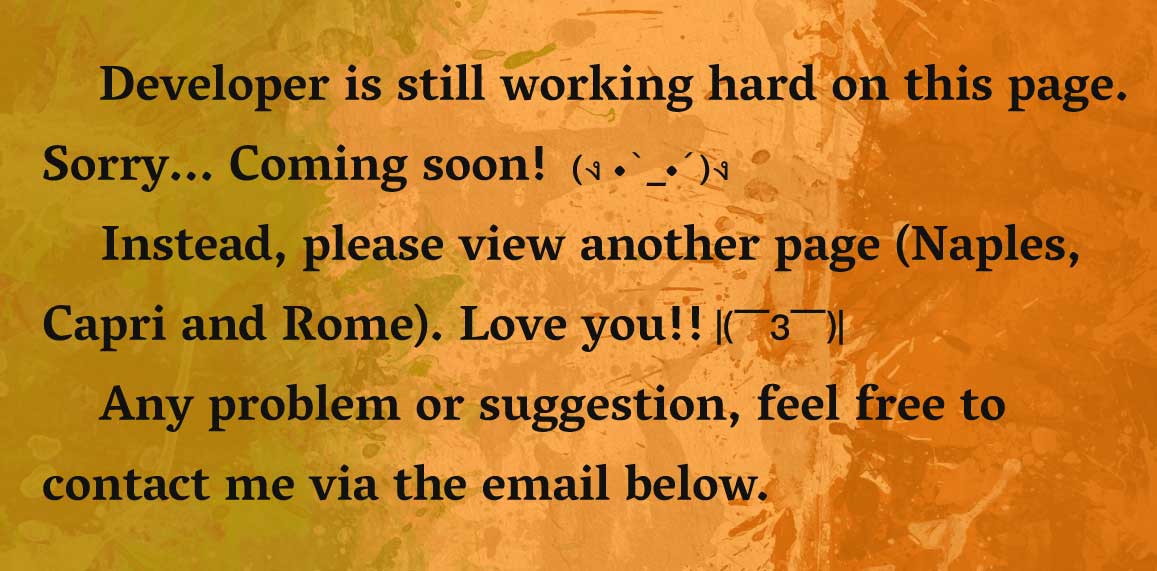 Developer is still working hard on this page.
Sorry... Coming soon! (ง •̀_•́)ง
Instead, please view another page (Naples,
Capri and Rome). Love you!! |(￣3￣)|
Any problem or suggestion, feel free to
contact me via the email below.